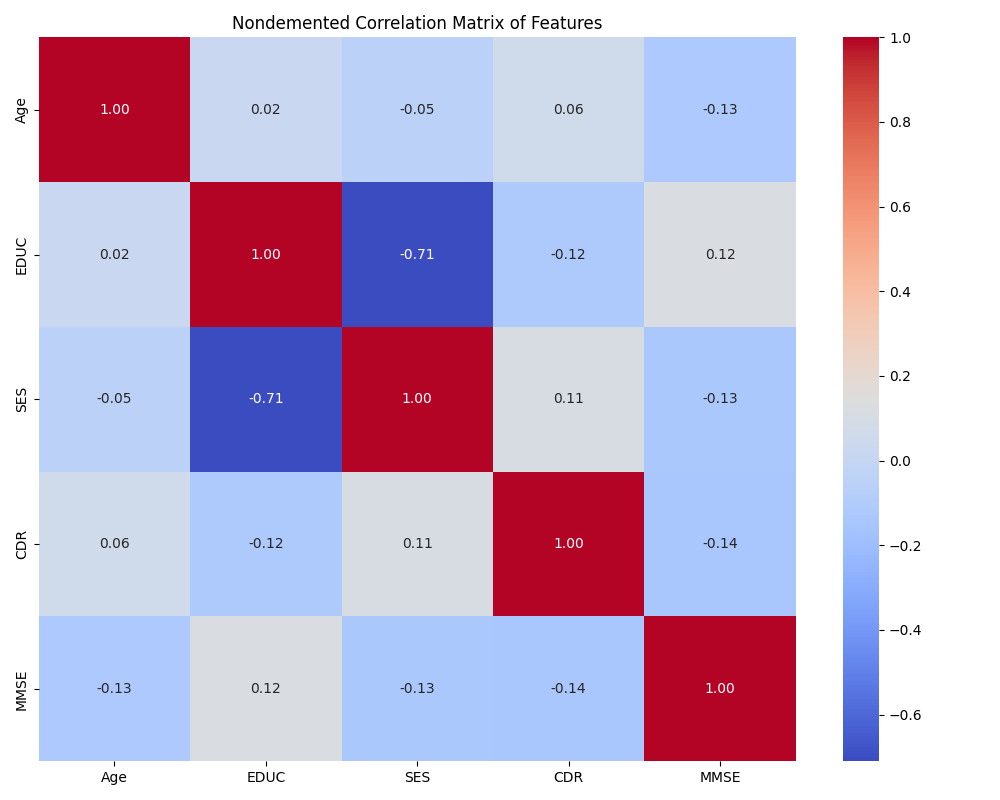 Nondemented Correlation Matrix of Features
Age 1.00 0.02 -0.05 0.06 -0.13
EDUC 0.02 1.00 -0.71 -0.12 0.12
SES -0.05 -0.71 1.00 0.11 -0.13
CDR 0.06 -0.12 0.11 1.00 -0.14
MMSE -0.13 0.12 -0.13 -0.14 1.00
Age EDUC SES CDR MMSE
1.0
0.8
0.6
0.4
0.2
0.0
−0.2
−0.4
−0.6